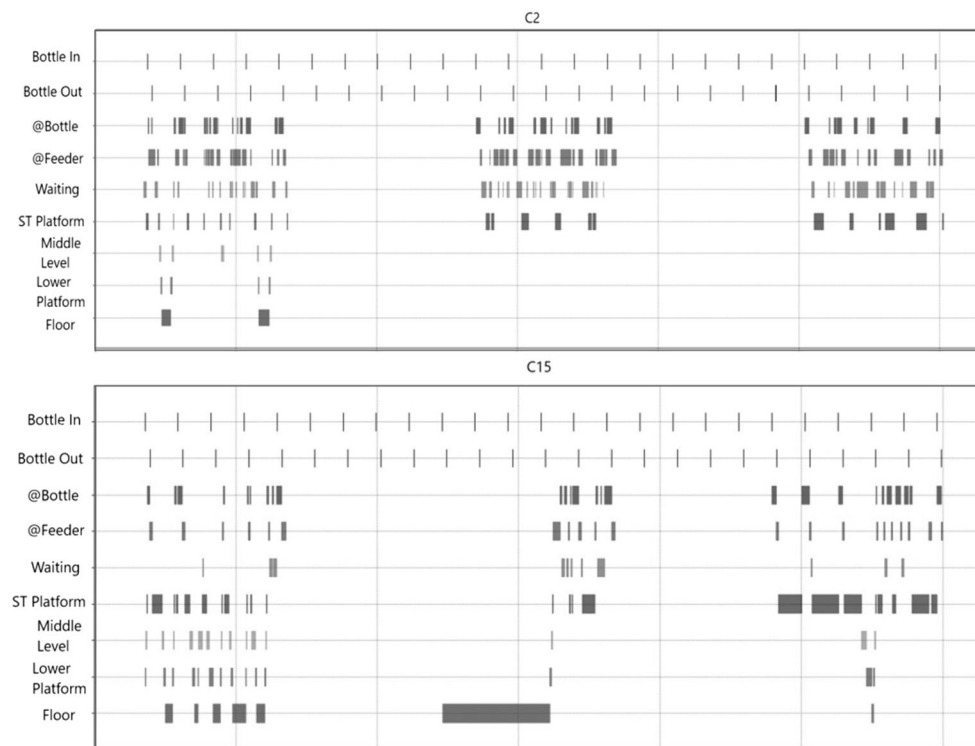 C2
Bottle In
Bottle Out
@Bottle
@Feeder
Waiting
ST Platform
Middle
Level
Lower
Platform
Floor
C15
Bottle In
Bottle Out
@Bottle
@Feeder
Waiting
ST Platform
Middle
Level
Lower
Platform
Floor